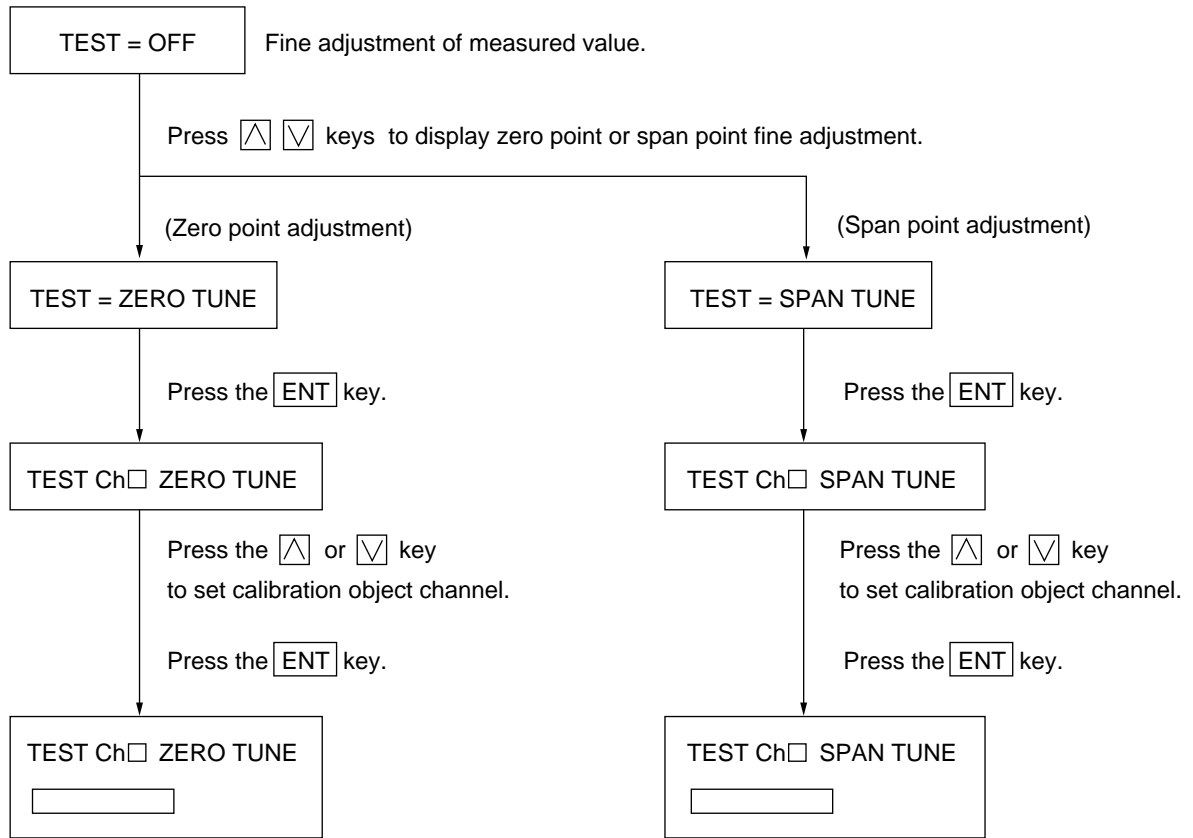 TEST = OFF
Fine adjustment of measured value.
Press ∧ ∨ keys to display zero point or span point fine adjustment.
(Zero point adjustment)
(Span point adjustment)
TEST = ZERO TUNE
TEST = SPAN TUNE
Press the ENT key.
Press the ENT key.
TEST Ch□ ZERO TUNE
TEST Ch□ SPAN TUNE
Press the ∧ or ∨ key
to set calibration object channel.
Press the ∧ or ∨ key
to set calibration object channel.
Press the ENT key.
Press the ENT key.
TEST Ch□ ZERO TUNE
TEST Ch□ SPAN TUNE